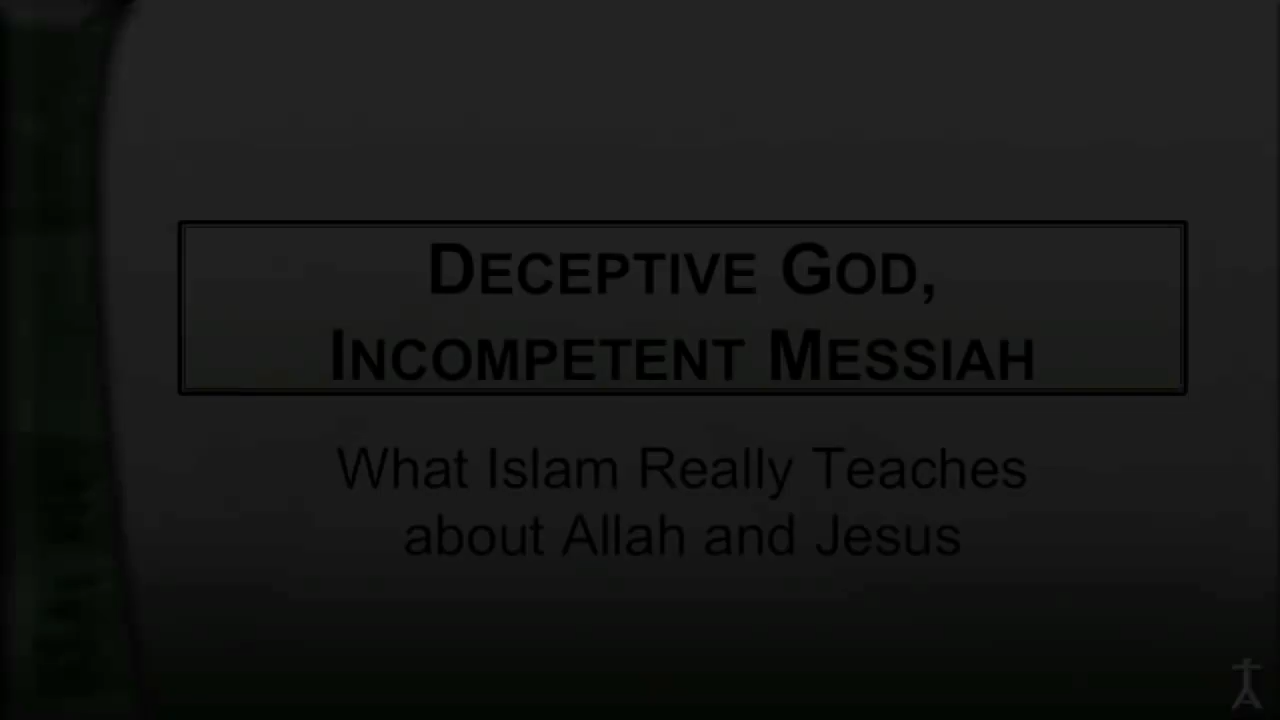 DECEPTIVE GOD,
INCOMPETENT MESSIAH
What Islam Really Teaches
about Allah and Jesus